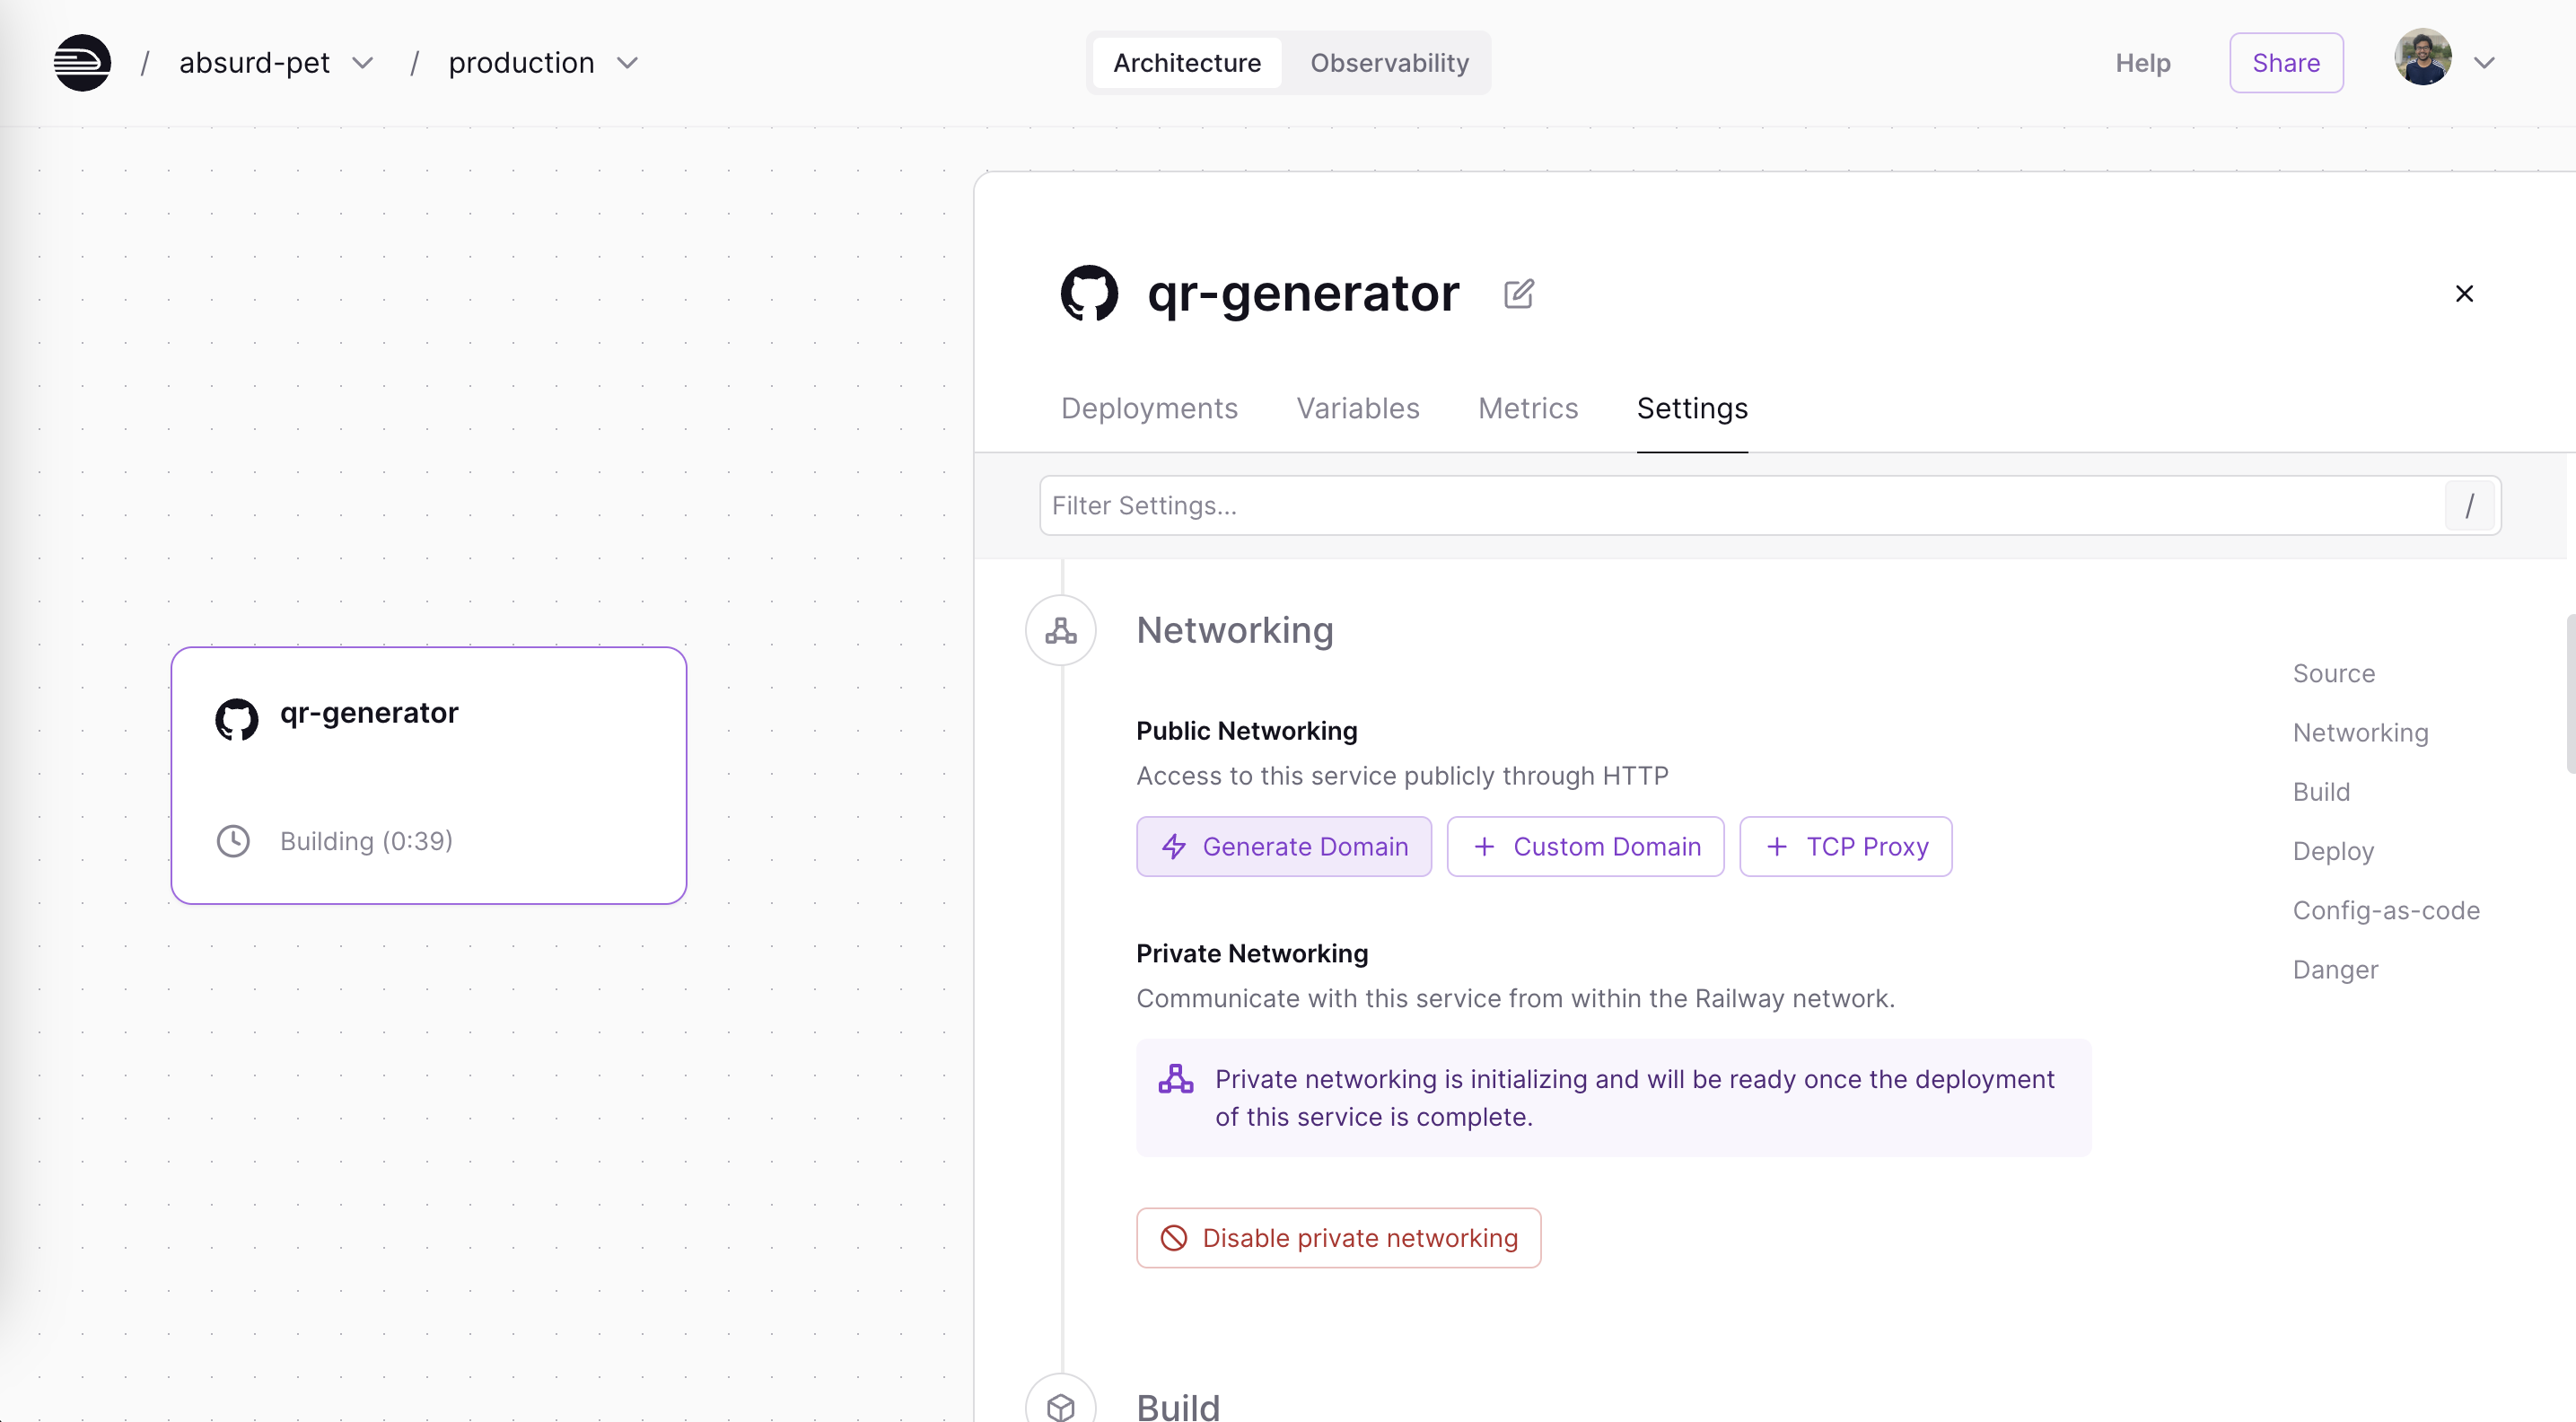 / absurd-pet / production
Architecture Observability
Help Share
qr-generator
Deployments Variables Metrics Settings
Filter Settings... /
Networking
Public Networking
Access to this service publicly through HTTP
Generate Domain + Custom Domain + TCP Proxy
Private Networking
Communicate with this service from within the Railway network.
Private networking is initializing and will be ready once the deployment
of this service is complete.
Disable private networking
Build
Source
Networking
Build
Deploy
Config-as-code
Danger
qr-generator
Building (0:39)